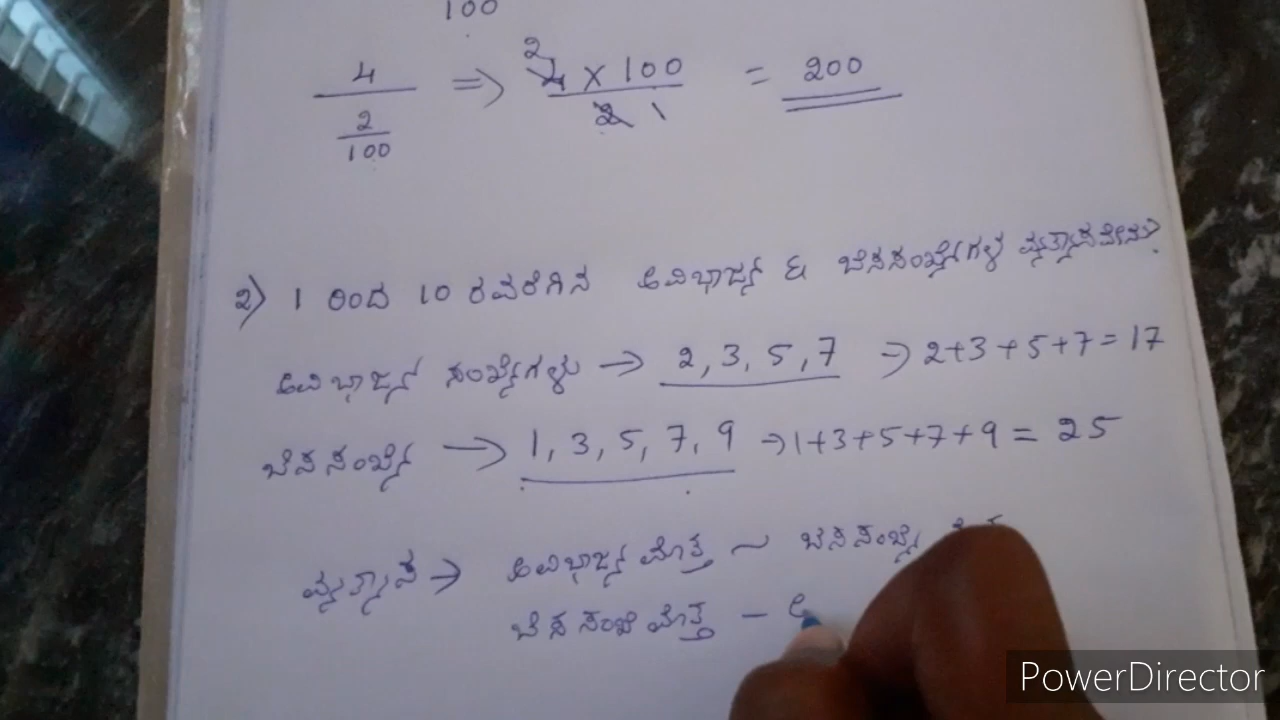 100
4 / 2/100 => 2 4 x 100 / 2 1 = 200
2) 1 ರಿಂದ 10 ರವರೆಗಿನ ಅವಿಭಾಜ್ಯ & ಬೆಸಸಂಖ್ಯೆಗಳ ವ್ಯತ್ಯಾಸವೇನು?
ಅವಿಭಾಜ್ಯ ಸಂಖ್ಯೆಗಳು → 2, 3, 5, 7 → 2+3+5+7=17
ಬೆಸಸಂಖ್ಯೆ → 1, 3, 5, 7, 9 → 1+3+5+7+9 = 25
ವ್ಯತ್ಯಾಸ → ಅವಿಭಾಜ್ಯ ಮೊತ್ತ ~ ಬೆಸಸಂಖ್ಯೆ
ಬೆಸಸಂಖೆ ಮೊತ್ತ - ಅ
PowerDirector